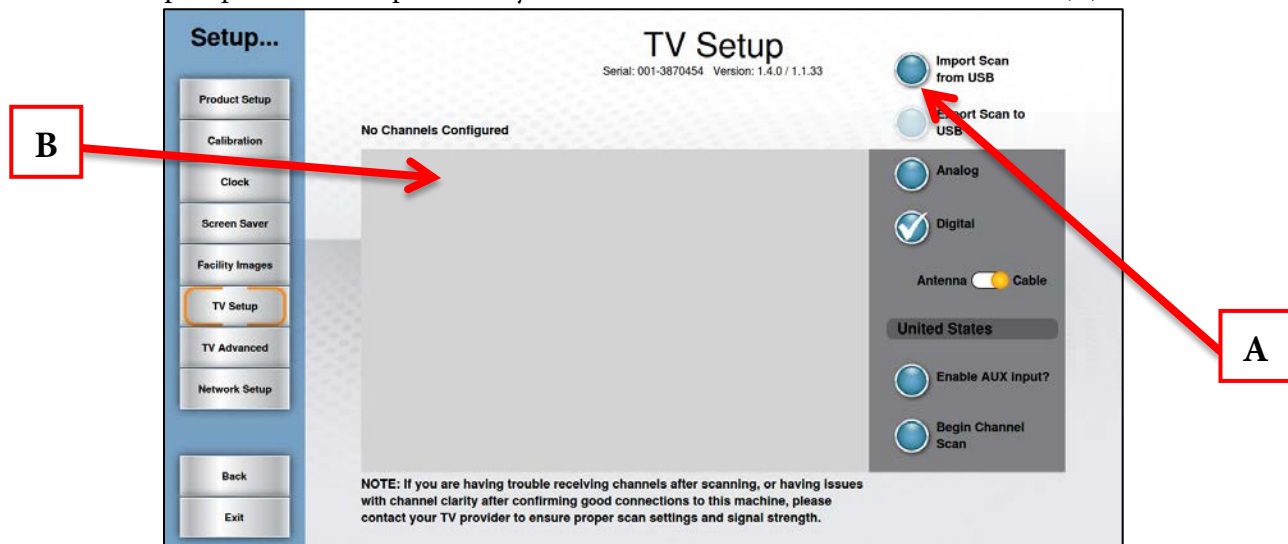 Setup...
TV Setup
Serial: 001-3870454 Version: 1.4.0 / 1.1.33
Import Scan
from USB
Export Scan to
USB
Product Setup
Calibration
Clock
Screen Saver
Facility Images
TV Setup
TV Advanced
Network Setup
Back
Exit
B
No Channels Configured
Analog
Digital
Antenna Cable
United States
Enable AUX input?
Begin Channel
Scan
A
NOTE: If you are having trouble receiving channels after scanning, or having issues
with channel clarity after confirming good connections to this machine, please
contact your TV provider to ensure proper scan settings and signal strength.